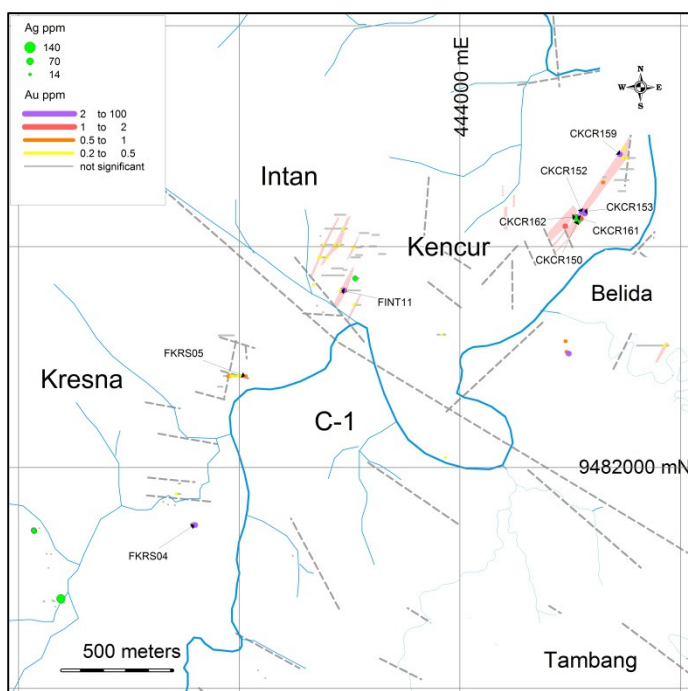 Ag ppm
140
70
14
Au ppm
2 to 100
1 to 2
0.5 to 1
0.2 to 0.5
not significant
444000 mE
N
W E
S
CKCR159
CKCR152
CKCR153
CKCR162
CKCR161
CKCR150
Intan
Kencur
Belida
FINT11
FKRS05
Kresna
C-1
9482000 mN
FKRS04
500 meters
Tambang